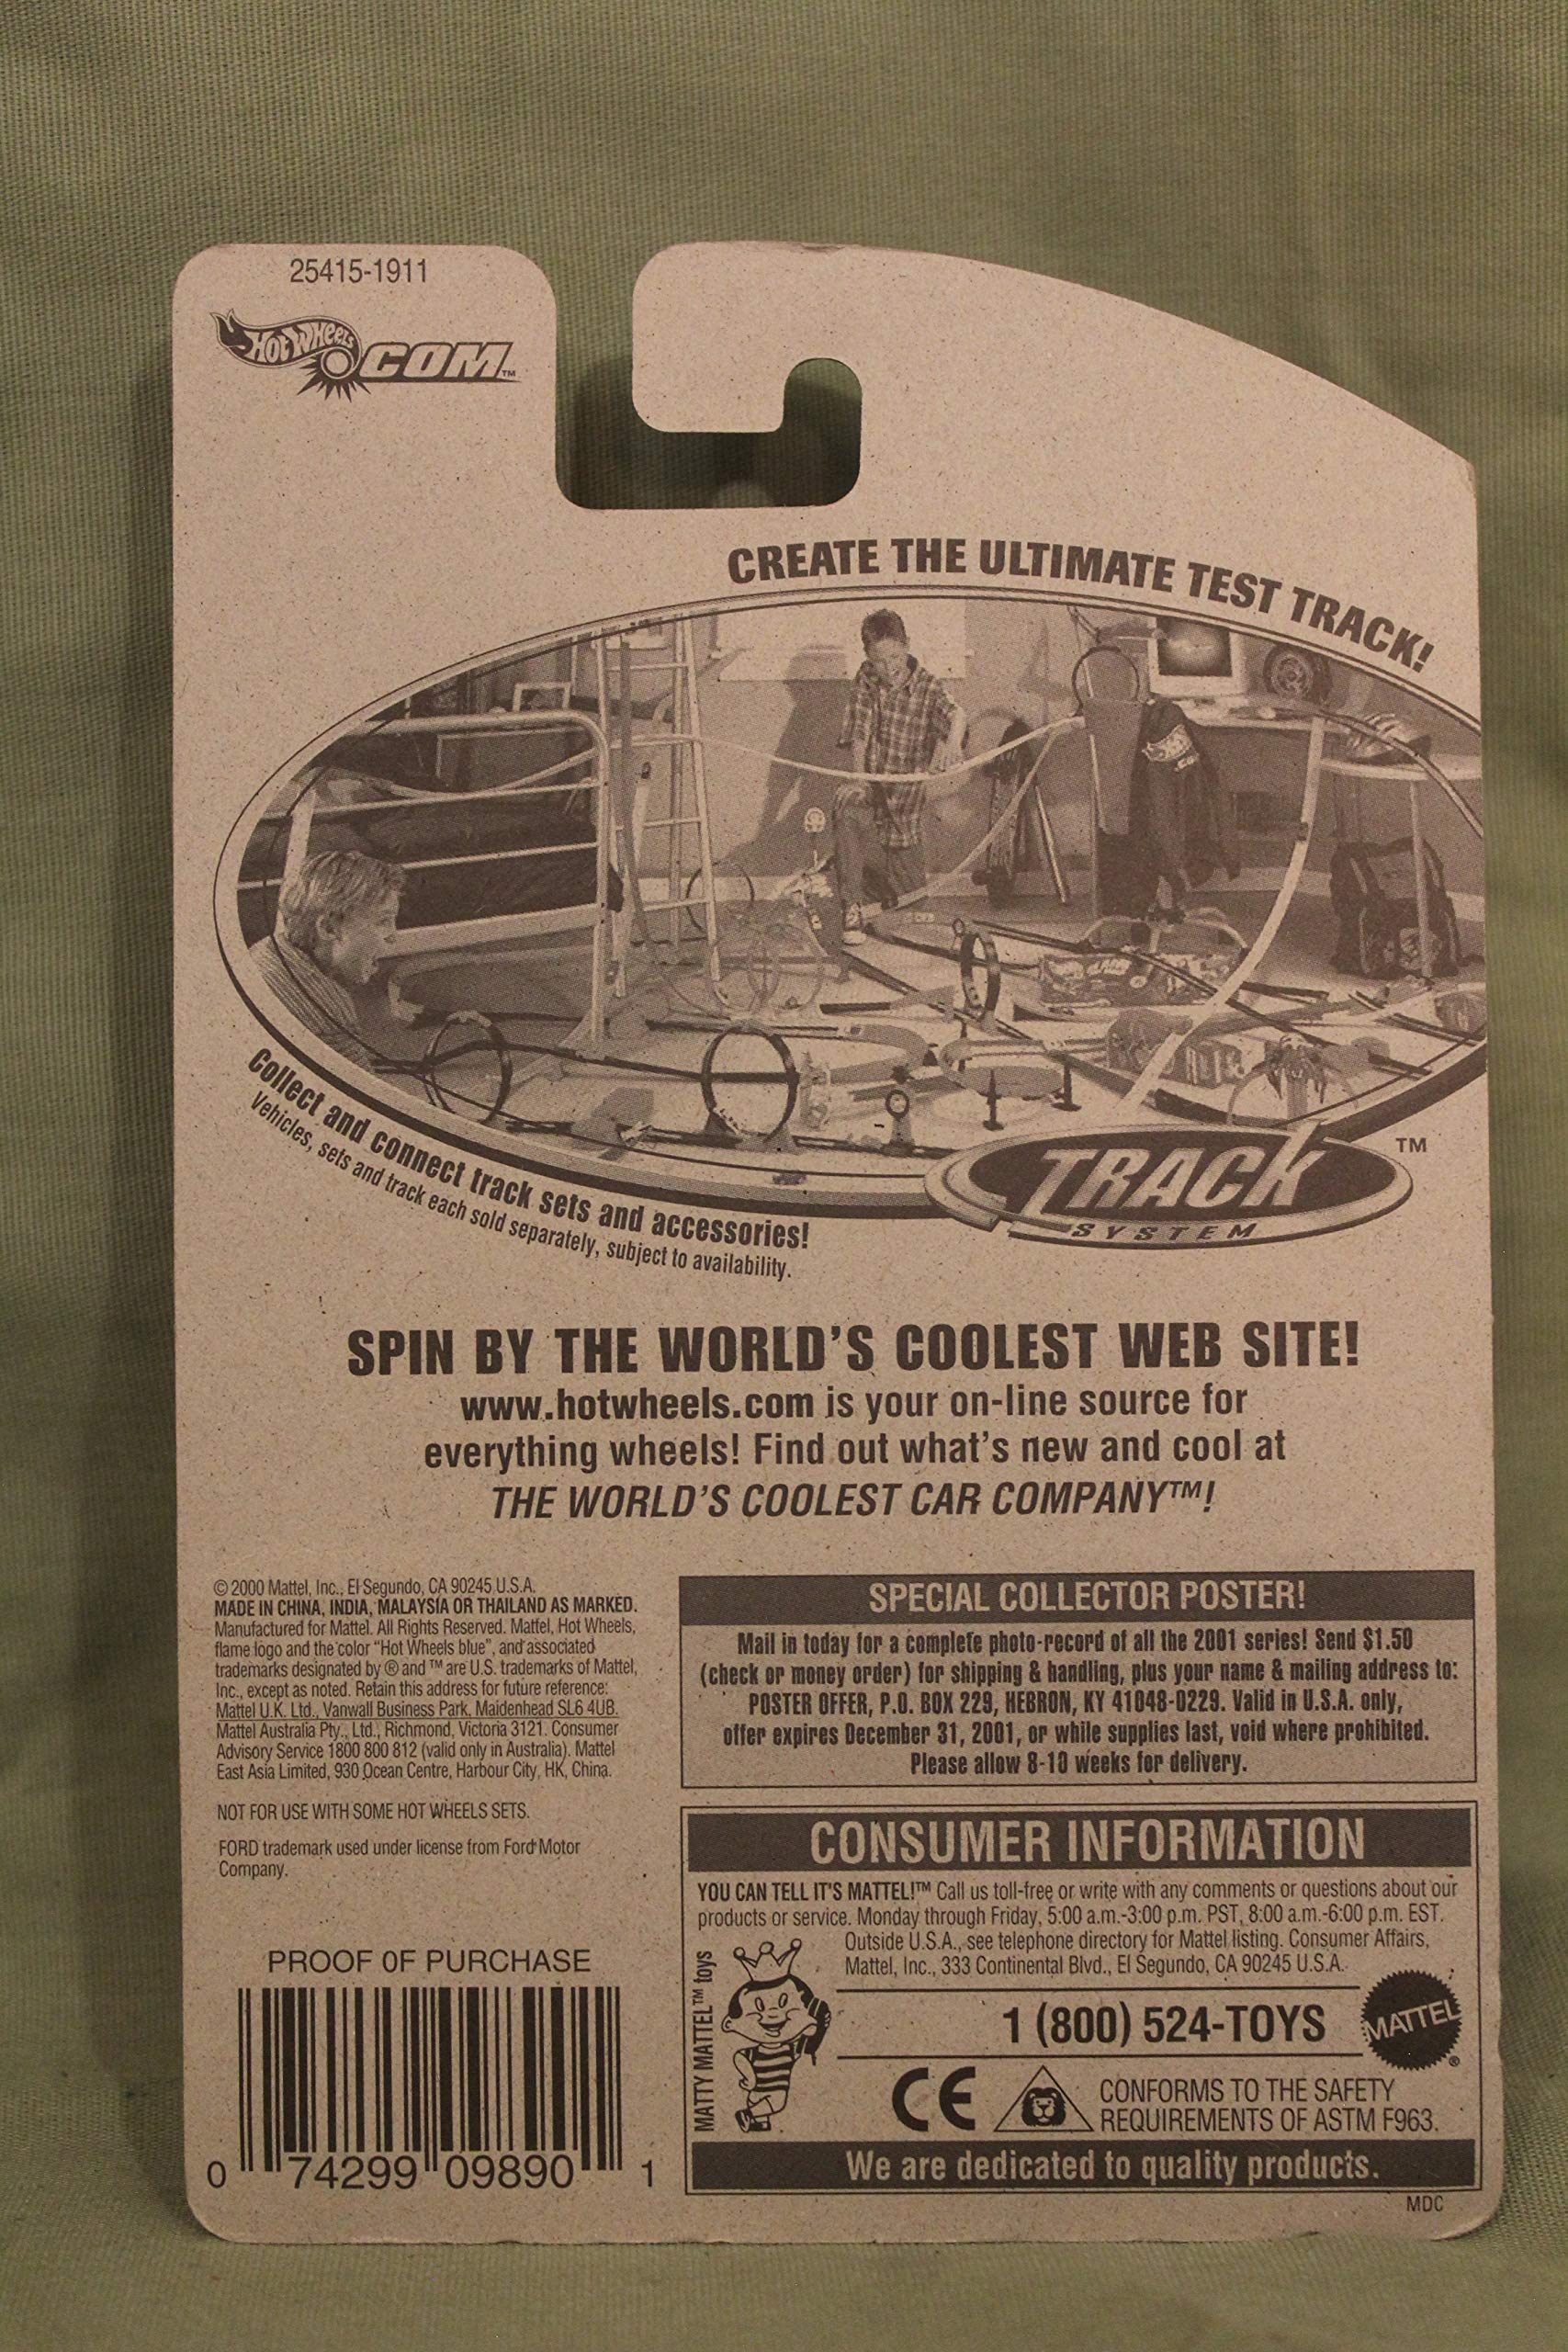 25415-1911
HOT WHEELS.COM™
CREATE THE ULTIMATE TEST TRACK!
Collect and connect track sets and accessories!
Vehicles, sets and track each sold separately, subject to availability.
TRACK ™
SYSTEM
SPIN BY THE WORLD'S COOLEST WEB SITE!
www.hotwheels.com is your on-line source for
everything wheels! Find out what's new and cool at
THE WORLD'S COOLEST CAR COMPANY™!
© 2000 Mattel, Inc., El Segundo, CA 90245 U.S.A.
MADE IN CHINA, INDIA, MALAYSIA OR THAILAND AS MARKED.
Manufactured for Mattel. All Rights Reserved. Mattel, Hot Wheels,
flame logo and the color “Hot Wheels blue”, and associated
trademarks designated by ® and ™ are U.S. trademarks of Mattel,
Inc., except as noted. Retain this address for future reference:
Mattel U.K. Ltd., Vanwall Business Park, Maidenhead SL6 4UB.
Mattel Australia Pty., Ltd., Richmond, Victoria 3121. Consumer
Advisory Service 1800 800 812 (valid only in Australia). Mattel
East Asia Limited, 930 Ocean Centre, Harbour City, HK, China.
NOT FOR USE WITH SOME HOT WHEELS SETS.
FORD trademark used under license from Ford Motor
Company.
PROOF OF PURCHASE
0 74299 09890 1
SPECIAL COLLECTOR POSTER!
Mail in today for a complete photo-record of all the 2001 series! Send $1.50
(check or money order) for shipping & handling, plus your name & mailing address to:
POSTER OFFER, P.O. BOX 229, HEBRON, KY 41048-0229. Valid in U.S.A. only,
offer expires December 31, 2001, or while supplies last, void where prohibited.
Please allow 8-10 weeks for delivery.
CONSUMER INFORMATION
YOU CAN TELL IT'S MATTEL!™ Call us toll-free or write with any comments or questions about our
products or service. Monday through Friday, 5:00 a.m.-3:00 p.m. PST, 8:00 a.m.-6:00 p.m. EST.
Outside U.S.A., see telephone directory for Mattel listing. Consumer Affairs,
Mattel, Inc., 333 Continental Blvd., El Segundo, CA 90245 U.S.A.
MATTY MATTEL™ toys
1 (800) 524-TOYS
MATTEL®
CE
CONFORMS TO THE SAFETY
REQUIREMENTS OF ASTM F963.
We are dedicated to quality products.
MDC